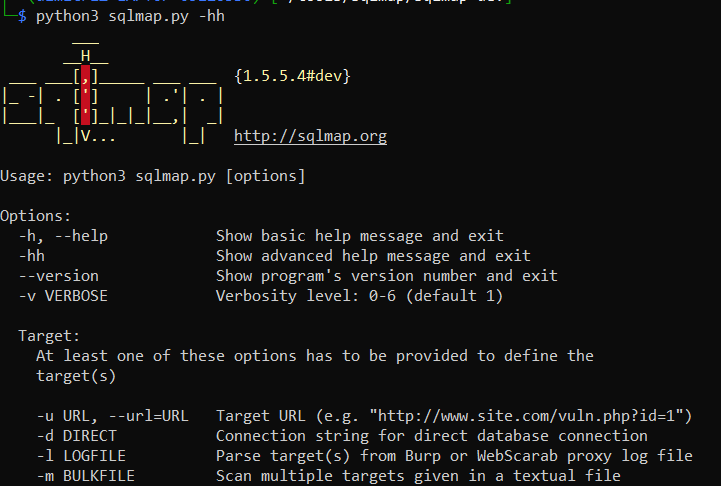 $ python3 sqlmap.py -hh
        ___
       __H__
 ___ ___[,]_____ ___ ___  {1.5.5.4#dev}
|_ -| . [']     | .'| . |
|___|_  [']_|_|_|__,|  _|
      |_|V...       |_|   http://sqlmap.org
Usage: python3 sqlmap.py [options]
Options:
  -h, --help            Show basic help message and exit
  -hh                   Show advanced help message and exit
  --version             Show program's version number and exit
  -v VERBOSE            Verbosity level: 0-6 (default 1)
  Target:
    At least one of these options has to be provided to define the
    target(s)
    -u URL, --url=URL   Target URL (e.g. "http://www.site.com/vuln.php?id=1")
    -d DIRECT           Connection string for direct database connection
    -l LOGFILE          Parse target(s) from Burp or WebScarab proxy log file
    -m BULKFILE         Scan multiple targets given in a textual file